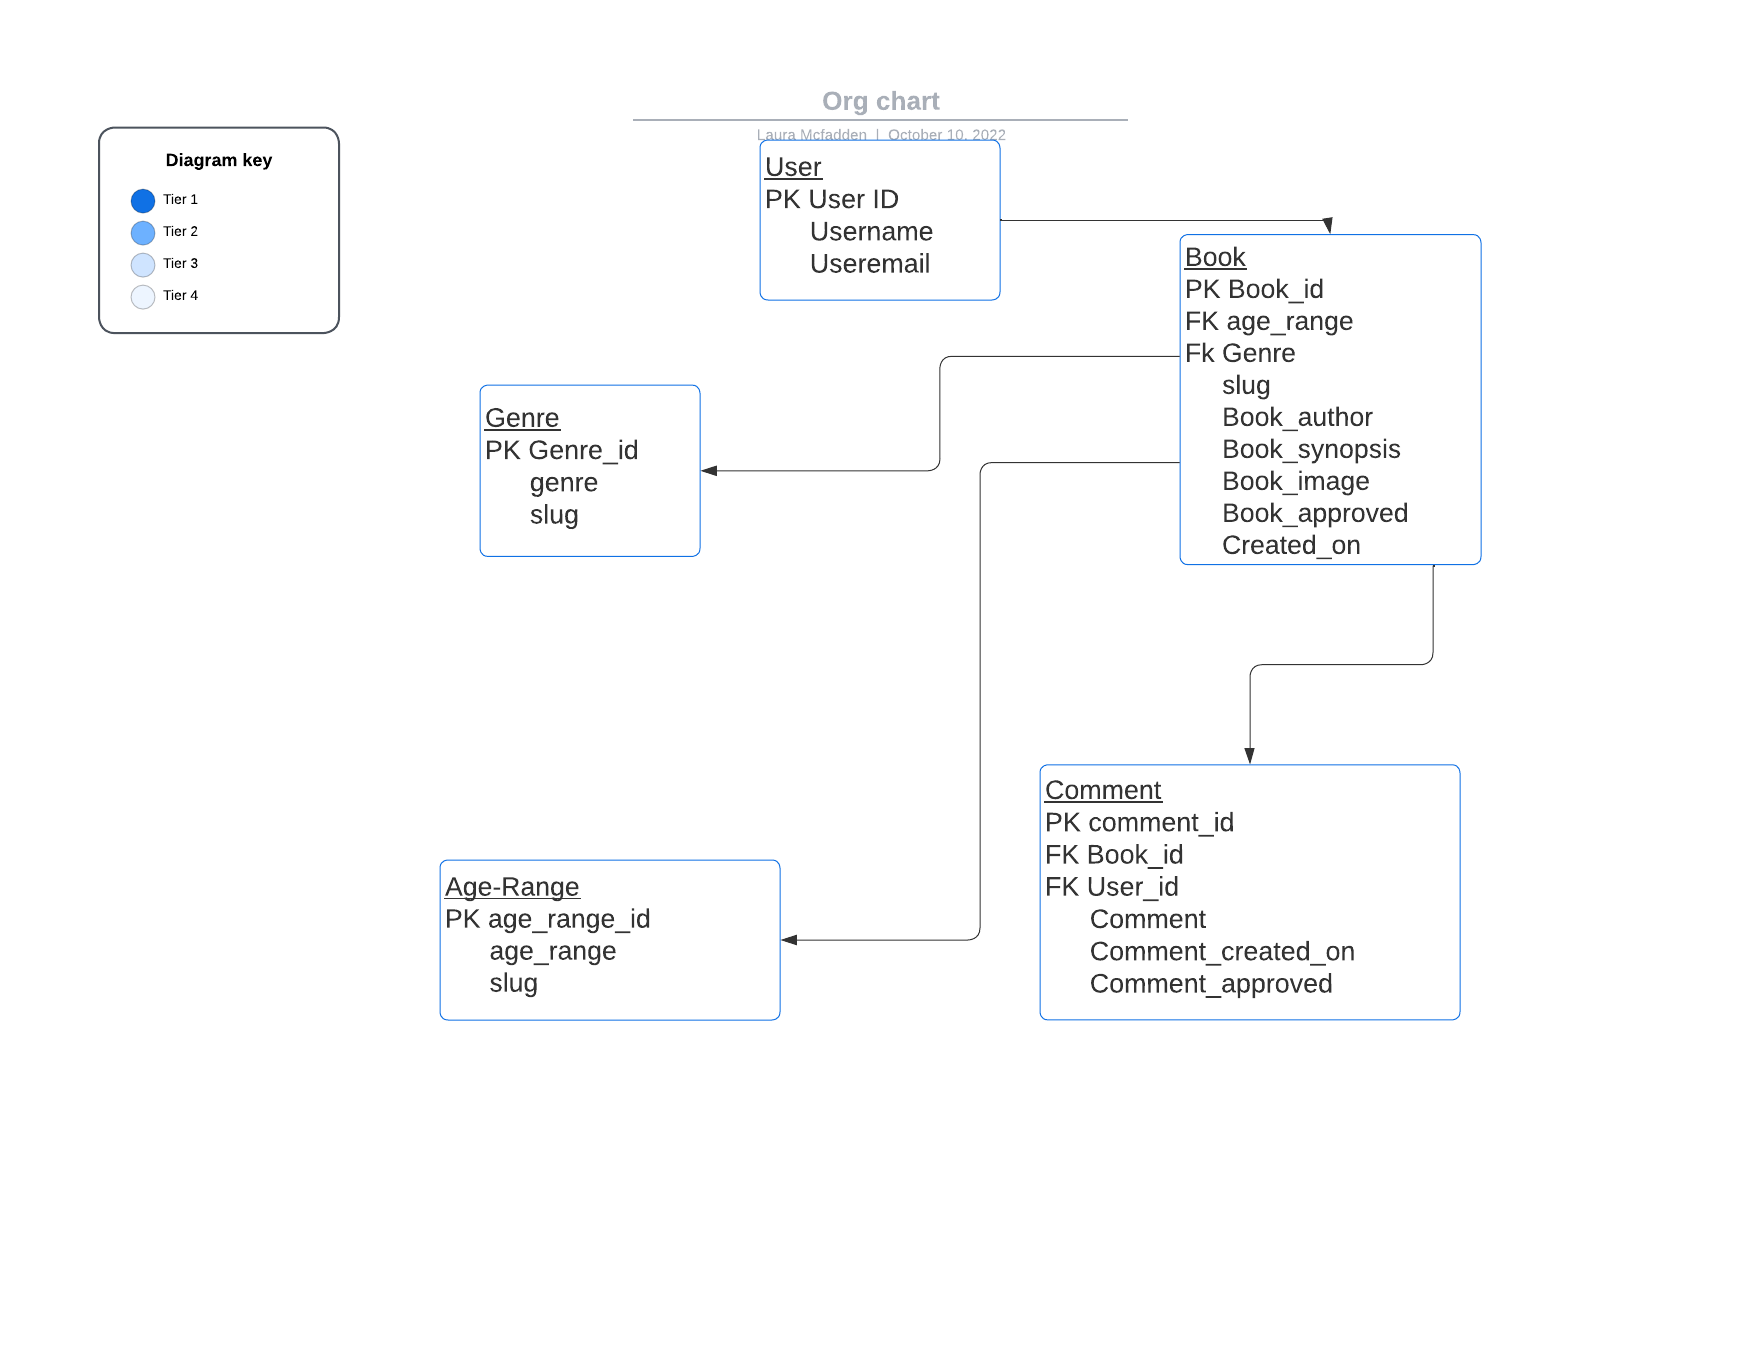 Org chart
Laura Mcfadden | October 10, 2022
Diagram key
Tier 1
Tier 2
Tier 3
Tier 4
User
PK User ID
Username
Useremail
Book
PK Book_id
FK age_range
Fk Genre
slug
Book_author
Book_synopsis
Book_image
Book_approved
Created_on
Genre
PK Genre_id
genre
slug
Comment
PK comment_id
FK Book_id
FK User_id
Comment
Comment_created_on
Comment_approved
Age-Range
PK age_range_id
age_range
slug